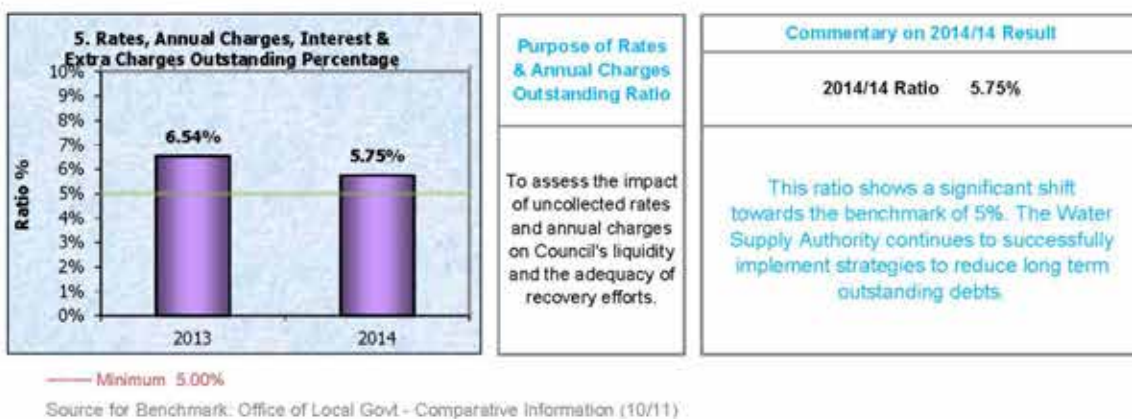 5. Rates, Annual Charges, Interest &
Extra Charges Outstanding Percentage
10%
9%
8%
7%
6%
5%
4%
3%
2%
1%
0%
Ratio %
6.54%
5.75%
2013
2014
Purpose of Rates
& Annual Charges
Outstanding Ratio
To assess the impact
of uncollected rates
and annual charges
on Council's liquidity
and the adequacy of
recovery efforts.
Commentary on 2014/14 Result
2014/14 Ratio 5.75%
This ratio shows a significant shift
towards the benchmark of 5%. The Water
Supply Authority continues to successfully
implement strategies to reduce long term
outstanding debts.
Minimum 5.00%
Source for Benchmark: Office of Local Govt - Comparative Information (10/11)